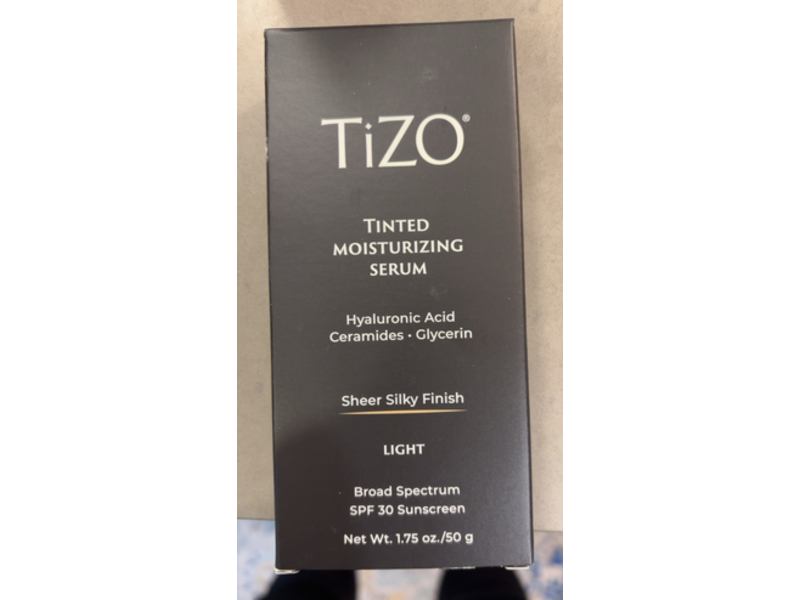 TiZO®
TINTED
MOISTURIZING
SERUM
Hyaluronic Acid
Ceramides • Glycerin
Sheer Silky Finish
LIGHT
Broad Spectrum
SPF 30 Sunscreen
Net Wt. 1.75 oz./50 g